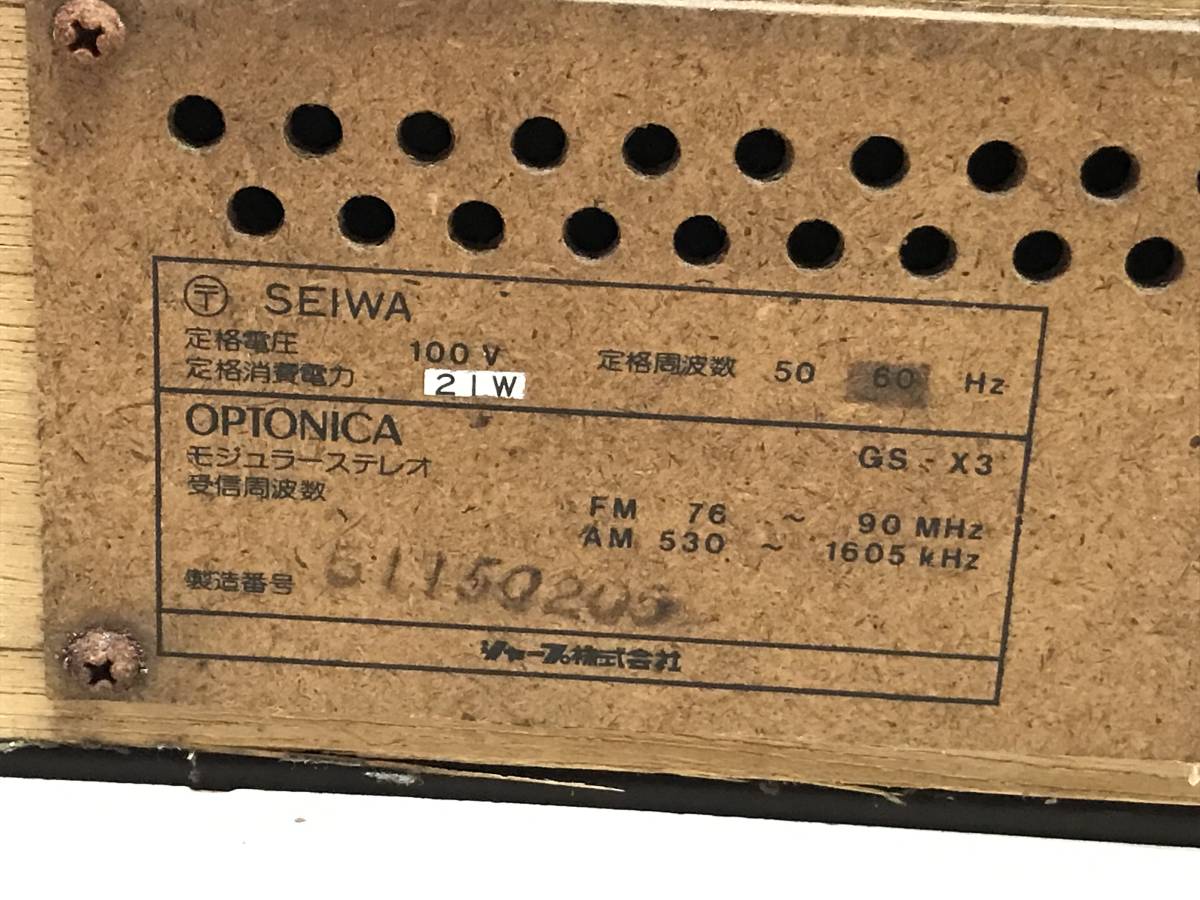 〒 SEIWA
定格電圧 100 V 定格周波数 50 60 Hz
定格消費電力 21W
OPTONICA
モジュラーステレオ GS-X3
受信周波数
FM 76 ~ 90 MHz
AM 530 ~ 1605 kHz
製造番号
シャープ株式会社